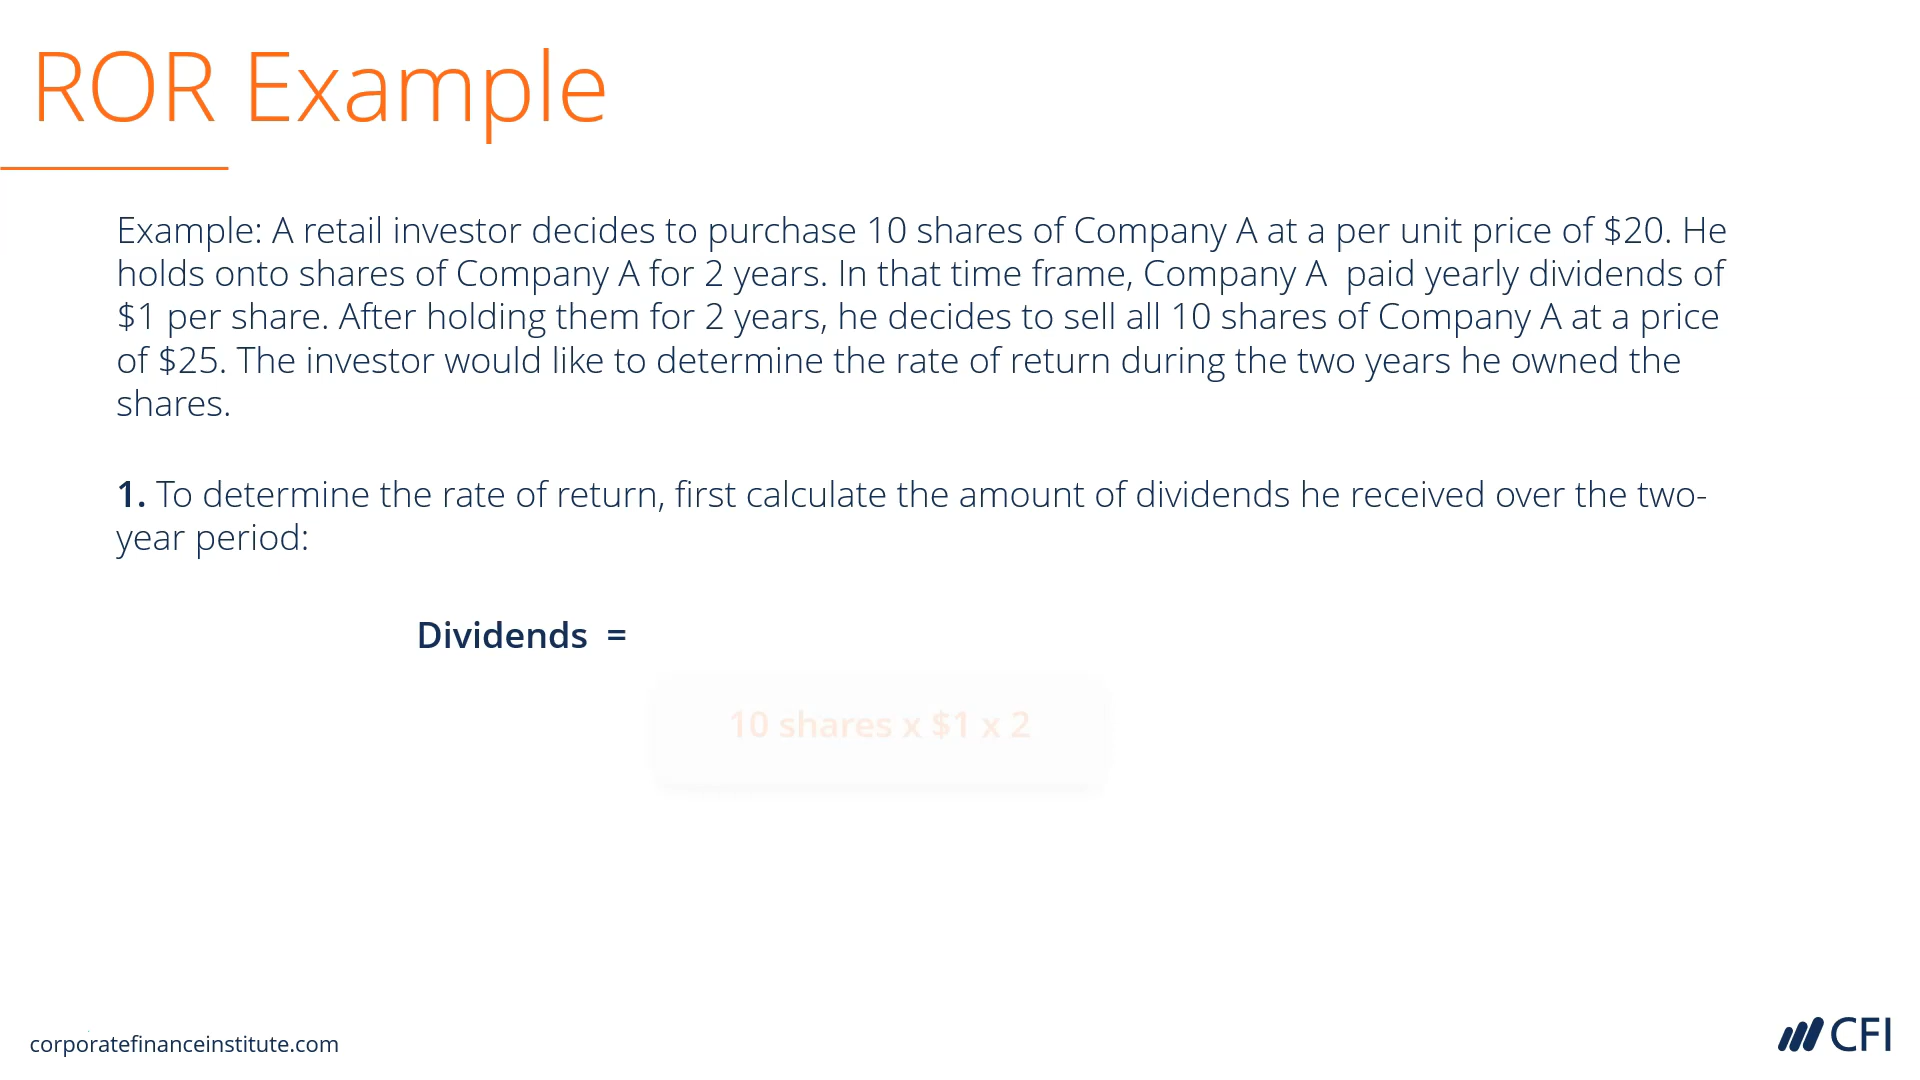 ROR Example
Example: A retail investor decides to purchase 10 shares of Company A at a per unit price of $20. He
holds onto shares of Company A for 2 years. In that time frame, Company A  paid yearly dividends of
$1 per share. After holding them for 2 years, he decides to sell all 10 shares of Company A at a price
of $25. The investor would like to determine the rate of return during the two years he owned the
shares.
1. To determine the rate of return, first calculate the amount of dividends he received over the two-
year period:
Dividends  =
10 shares x $1 x 2
corporatefinanceinstitute.com
CFI